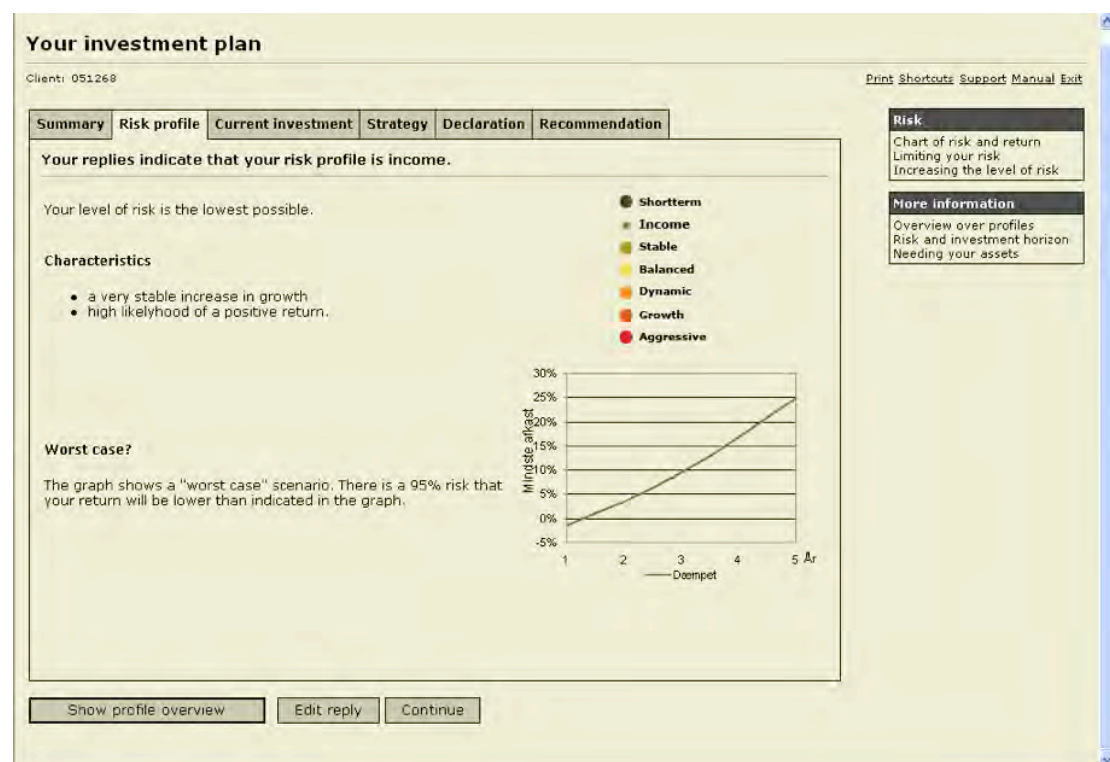 Your investment plan
Client: 051268
Print Shortcuts Support Manual Exit
Summary Risk profile Current investment Strategy Declaration Recommendation
Your replies indicate that your risk profile is income.
Your level of risk is the lowest possible.
Characteristics
• a very stable increase in growth
• high likelyhood of a positive return.
Shortterm
Income
Stable
Balanced
Dynamic
Growth
Aggressive
Worst case?
The graph shows a "worst case" scenario. There is a 95% risk that
your return will be lower than indicated in the graph.
Mindste afkast
30%
25%
20%
15%
10%
5%
0%
-5%
1 2 3 4 5 År
Dæmpet
Risk
Chart of risk and return
Limiting your risk
Increasing the level of risk
More information
Overview over profiles
Risk and investment horizon
Needing your assets
Show profile overview Edit reply Continue